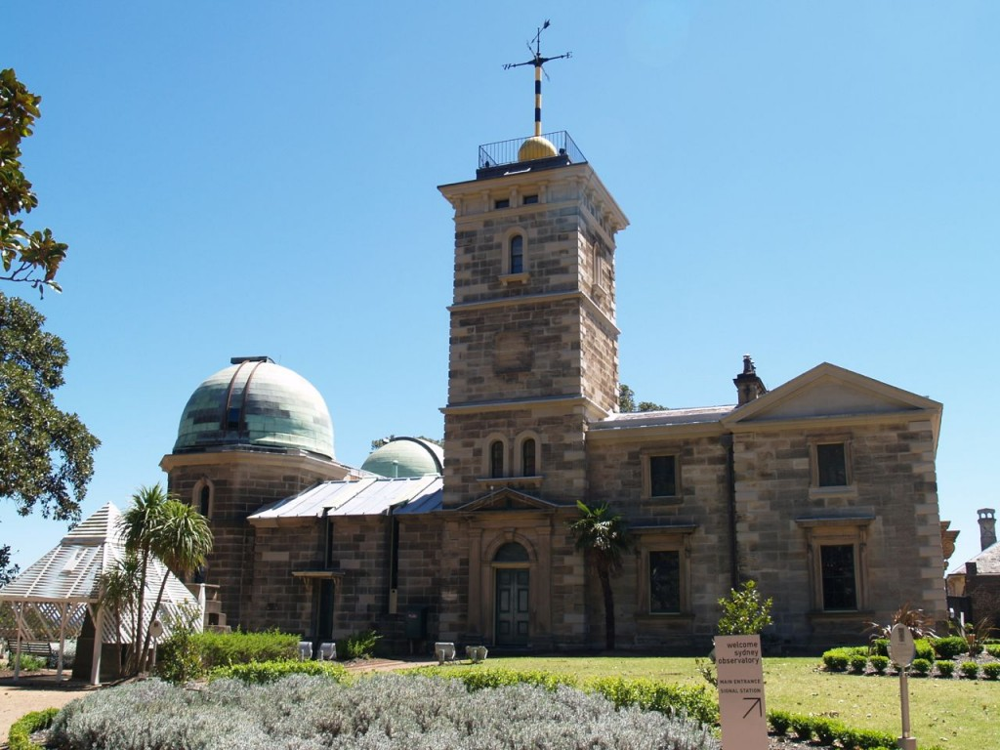 welcome
sydney
observatory
MAIN ENTRANCE
SIGNAL STATION